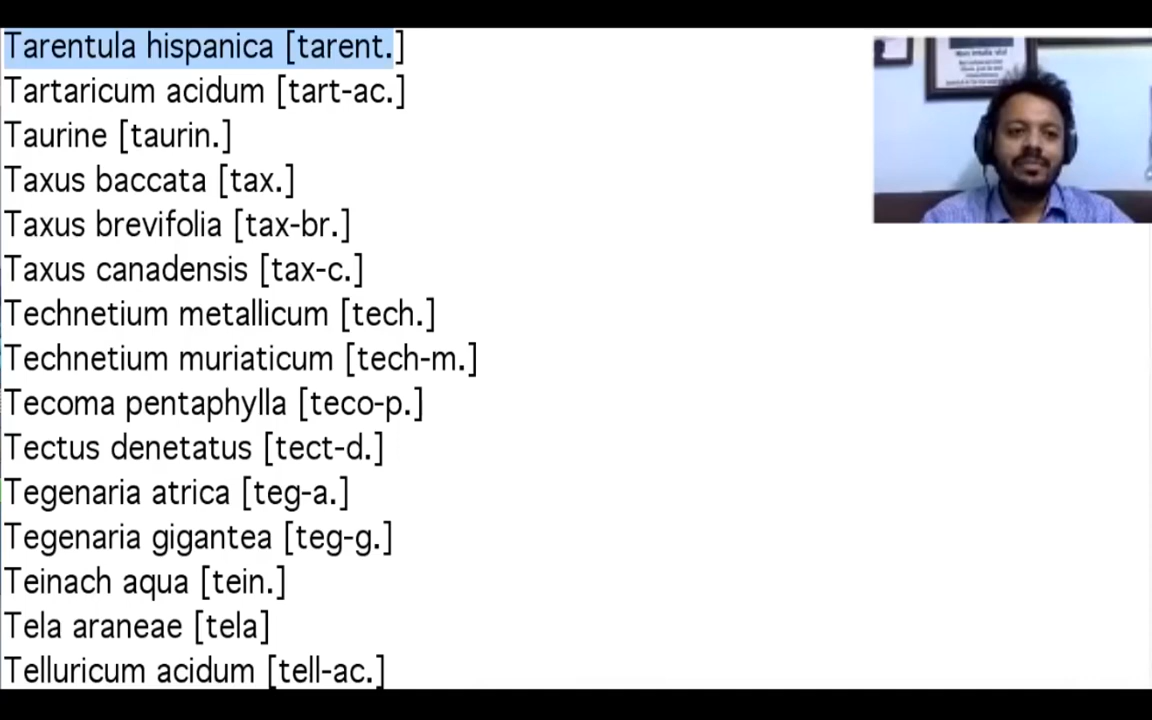 Tarentula hispanica [tarent.]
Tartaricum acidum [tart-ac.]
Taurine [taurin.]
Taxus baccata [tax.]
Taxus brevifolia [tax-br.]
Taxus canadensis [tax-c.]
Technetium metallicum [tech.]
Technetium muriaticum [tech-m.]
Tecoma pentaphylla [teco-p.]
Tectus denetatus [tect-d.]
Tegenaria atrica [teg-a.]
Tegenaria gigantea [teg-g.]
Teinach aqua [tein.]
Tela araneae [tela]
Telluricum acidum [tell-ac.]